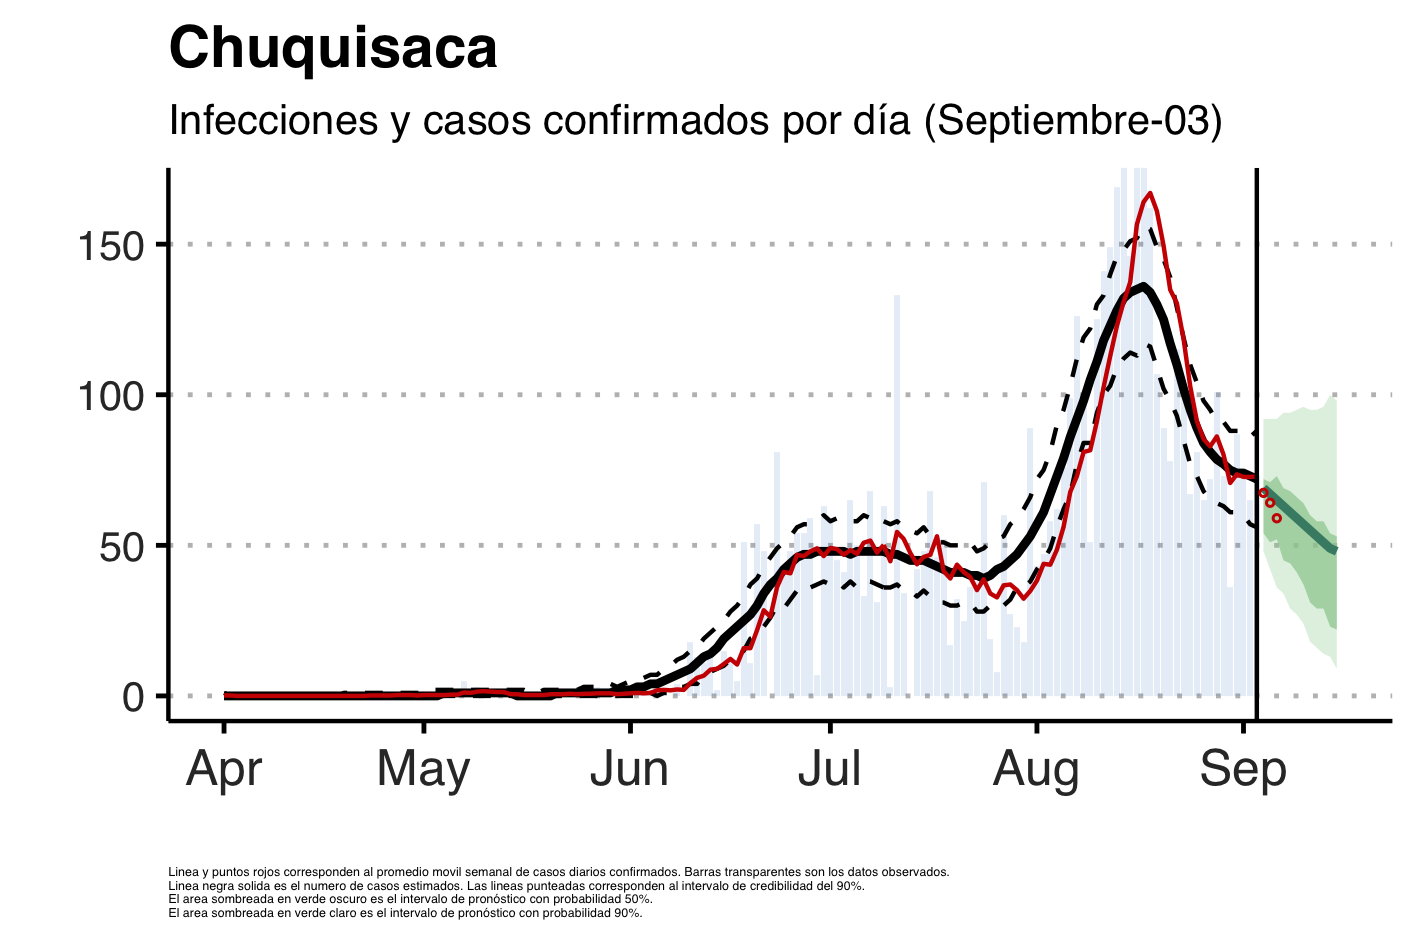 Chuquisaca
Infecciones y casos confirmados por día (Septiembre-03)
150
100
50
0
Apr May Jun Jul Aug Sep
Linea y puntos rojos corresponden al promedio movil semanal de casos diarios confirmados. Barras transparentes son los datos observados.
Linea negra solida es el numero de casos estimados. Las lineas punteadas corresponden al intervalo de credibilidad del 90%.
El area sombreada en verde oscuro es el intervalo de pronóstico con probabilidad 50%.
El area sombreada en verde claro es el intervalo de pronóstico con probabilidad 90%.